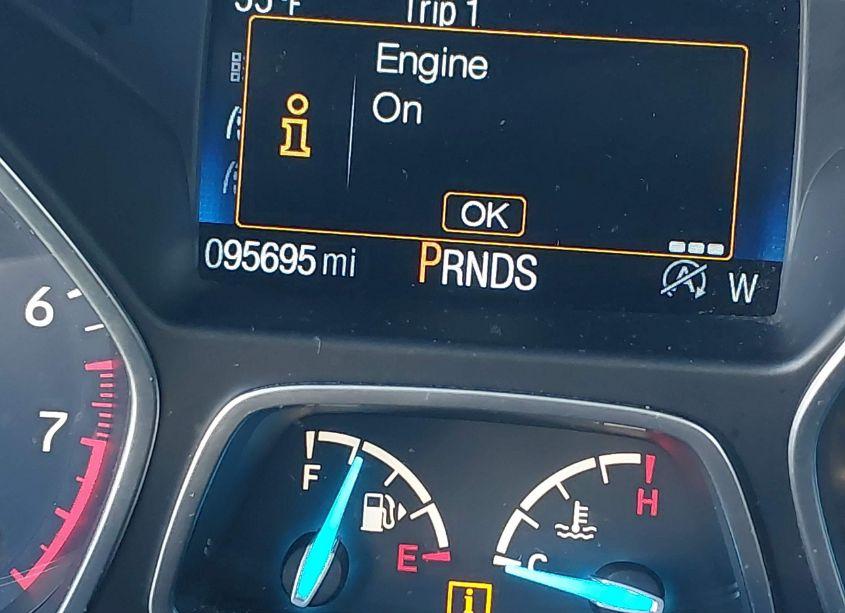 Trip 1
Engine
On
OK
095695 mi
PRNDS
A
W
6
7
F
E
C
H